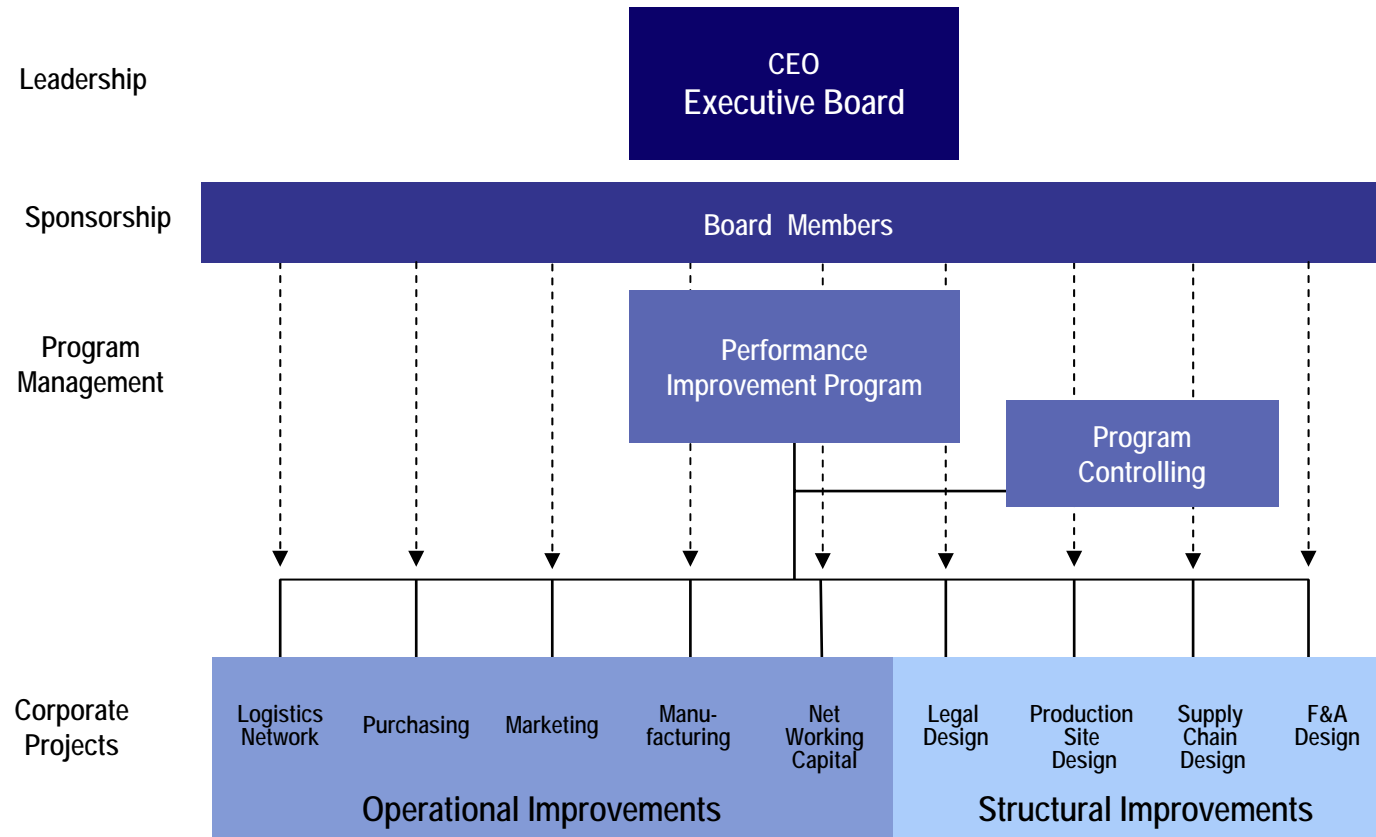 Leadership
CEO
Executive Board
Sponsorship
Board Members
Program
Management
Performance
Improvement Program
Program
Controlling
Corporate
Projects
Logistics
Network
Purchasing
Marketing
Manu-
facturing
Net
Working
Capital
Legal
Design
Production
Site
Design
Supply
Chain
Design
F&A
Design
Operational Improvements
Structural Improvements